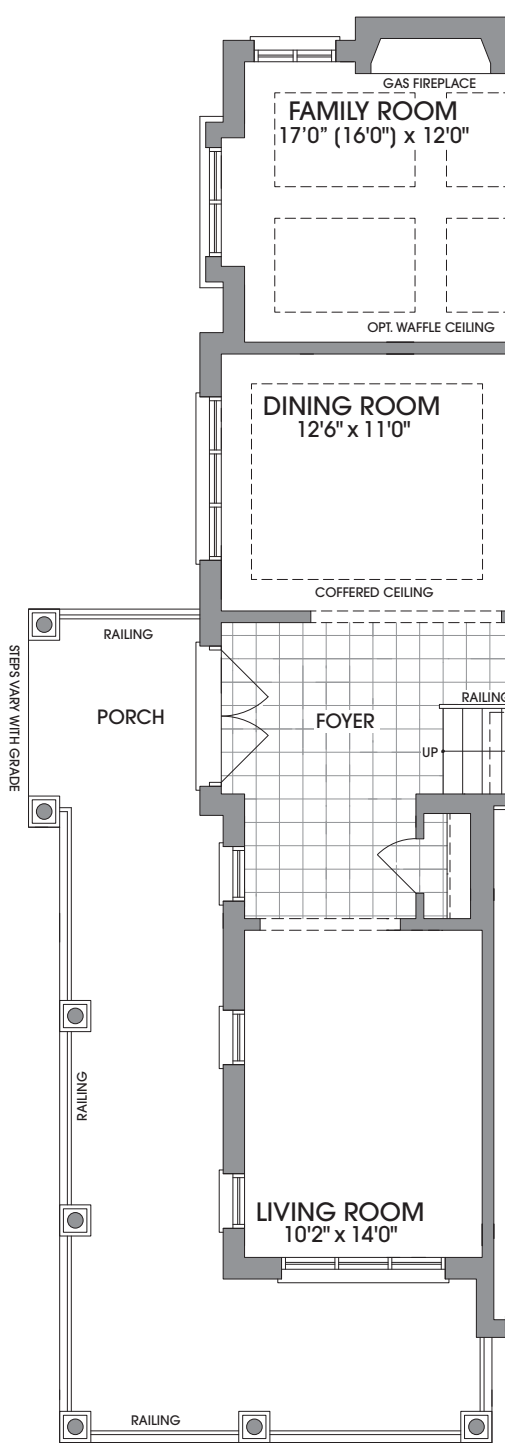 GAS FIREPLACE
FAMILY ROOM
17'0" (16'0") x 12'0"
OPT. WAFFLE CEILING
DINING ROOM
12'6" x 11'0"
COFFERED CEILING
RAILING
STEPS VARY WITH GRADE
PORCH
FOYER
RAILING
UP
RAILING
LIVING ROOM
10'2" x 14'0"
RAILING